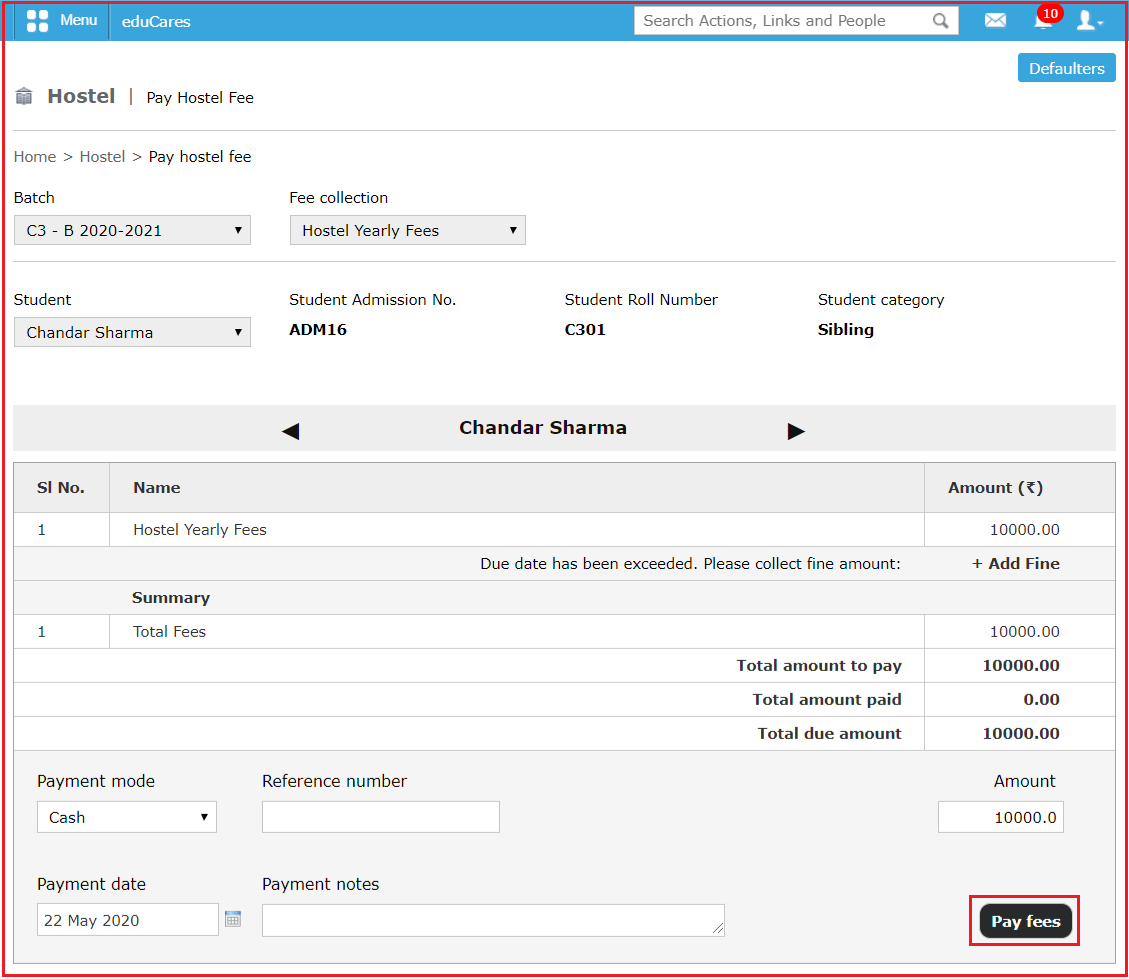 Menu eduCares Search Actions, Links and People 10
Defaulters
Hostel | Pay Hostel Fee
Home > Hostel > Pay hostel fee
Batch Fee collection
C3 - B 2020-2021 Hostel Yearly Fees
Student Student Admission No. Student Roll Number Student category
Chandar Sharma ADM16 C301 Sibling
Chandar Sharma
Sl No. Name Amount (₹)
1 Hostel Yearly Fees 10000.00
Due date has been exceeded. Please collect fine amount: + Add Fine
Summary
1 Total Fees 10000.00
Total amount to pay 10000.00
Total amount paid 0.00
Total due amount 10000.00
Payment mode Reference number Amount
Cash 10000.0
Payment date Payment notes
22 May 2020 Pay fees